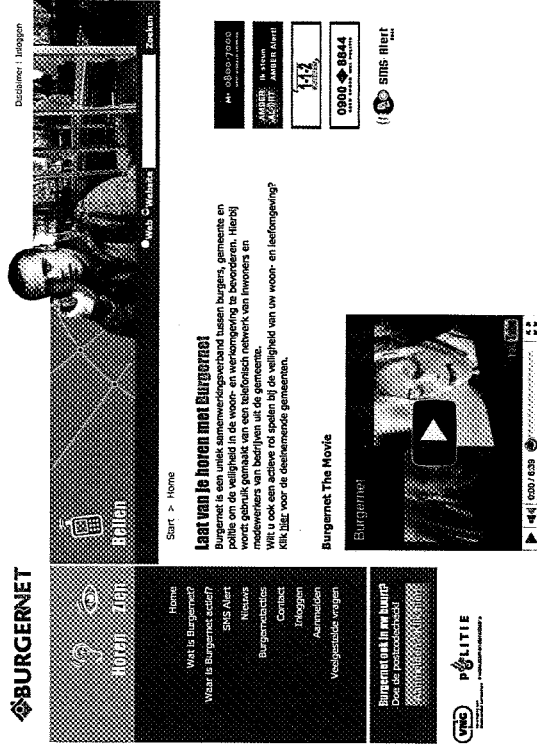 BURGERNET
Disclaimer | Inloggen
Horen
Zien
Bellen
Web Website
Zoeken
Home
Wat is Burgernet?
Waar is Burgernet actief?
SMS Alert
Nieuws
Burgernetacties
Contact
Inloggen
Aanmelden
Veelgestelde vragen
Burgernet ook in uw buurt?
Doe de postcodecheck!
VNG
POLITIE
Start > Home
Laat van je horen met Burgernet
Burgernet is een uniek samenwerkingsverband tussen burgers, gemeente en
politie om de veiligheid in de woon- en werkomgeving te bevorderen. Hierbij
wordt gebruik gemaakt van een telefonisch netwerk van inwoners en
medewerkers van bedrijven uit de gemeente.
Wilt u ook een actieve rol spelen bij de veiligheid van uw woon- en leefomgeving?
Klik hier voor de deelnemende gemeenten.
Burgernet The Movie
Burgernet
0:00 / 6:39
M: 0800-7000
AMBER ALERT Ik steun
AMBER Alert!
1-1-2
0900 8844
SMS Alert